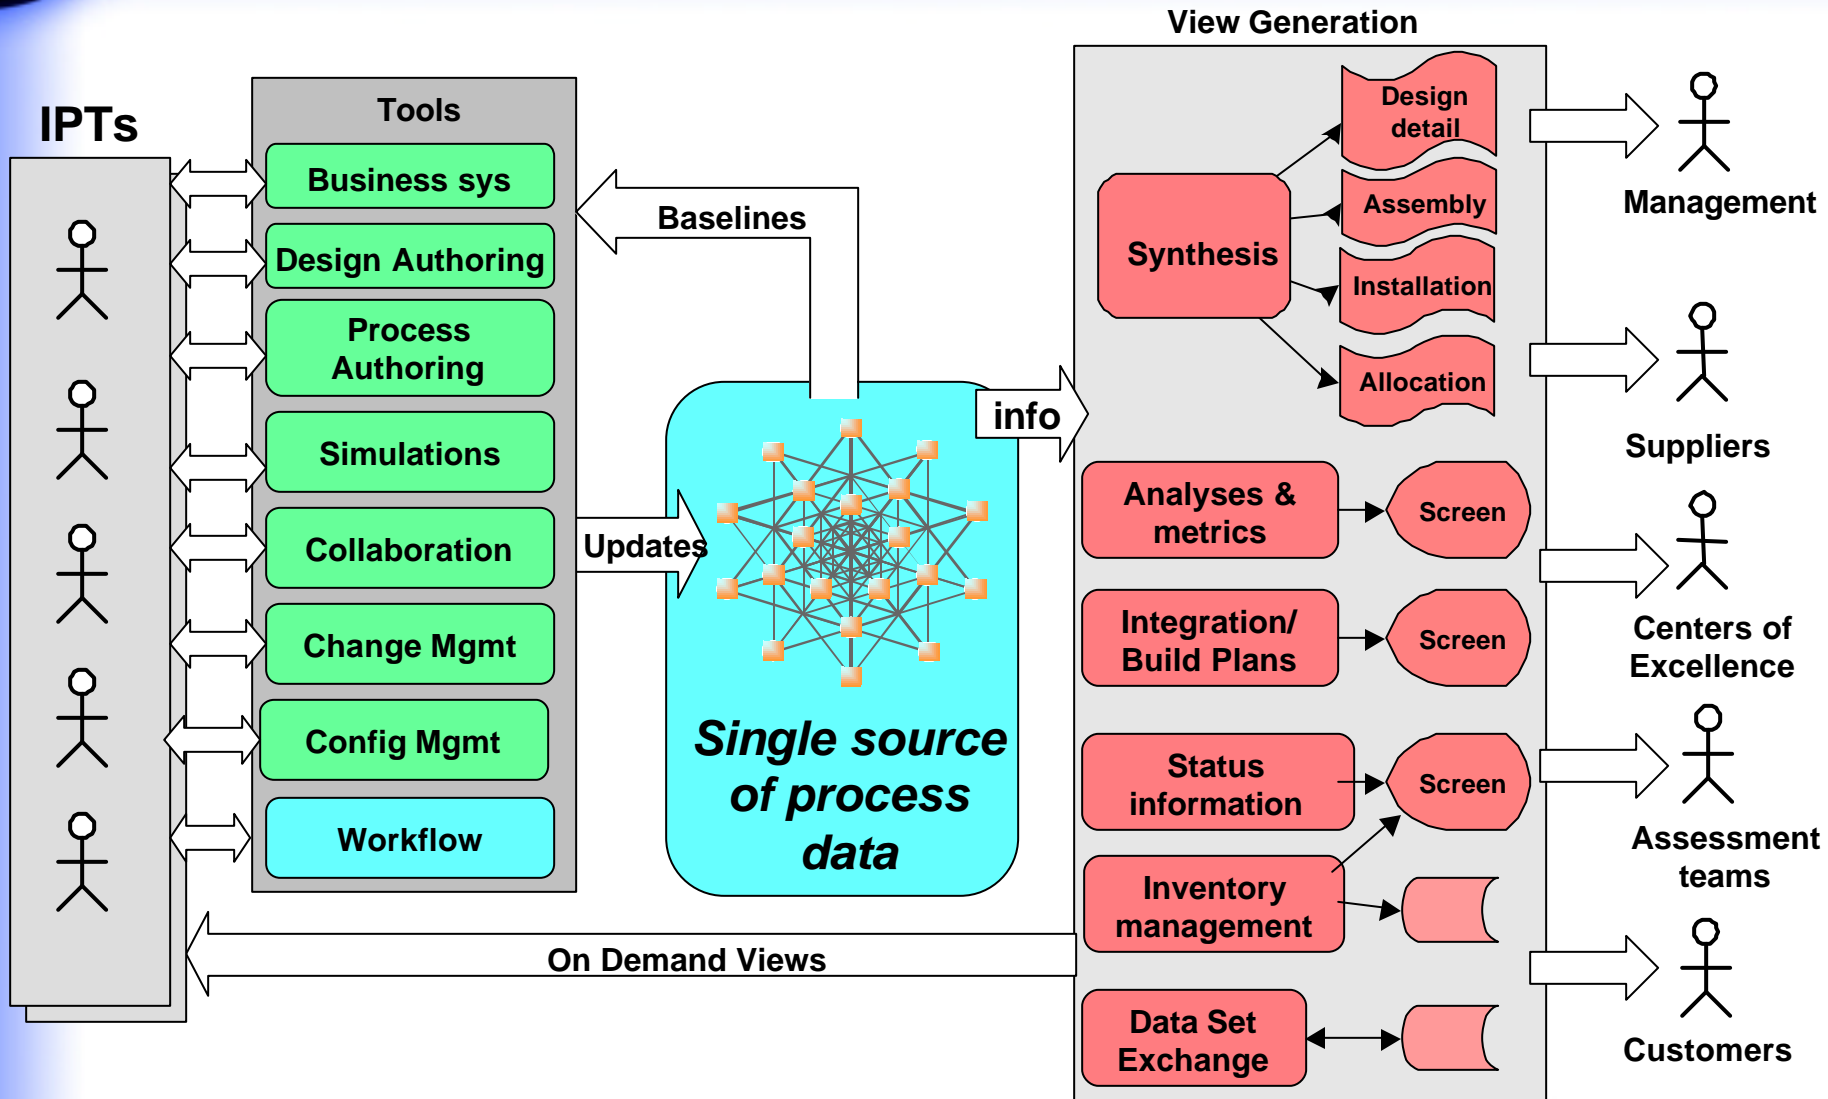 View Generation
IPTs
Tools
Business sys
Design Authoring
Process
Authoring
Simulations
Collaboration
Change Mgmt
Config Mgmt
Workflow
Baselines
Updates
info
Single source
of process
data
On Demand Views
Synthesis
Design
detail
Assembly
Installation
Allocation
Analyses &
metrics
Screen
Integration/
Build Plans
Screen
Status
information
Screen
Inventory
management
Data Set
Exchange
Management
Suppliers
Centers of
Excellence
Assessment
teams
Customers